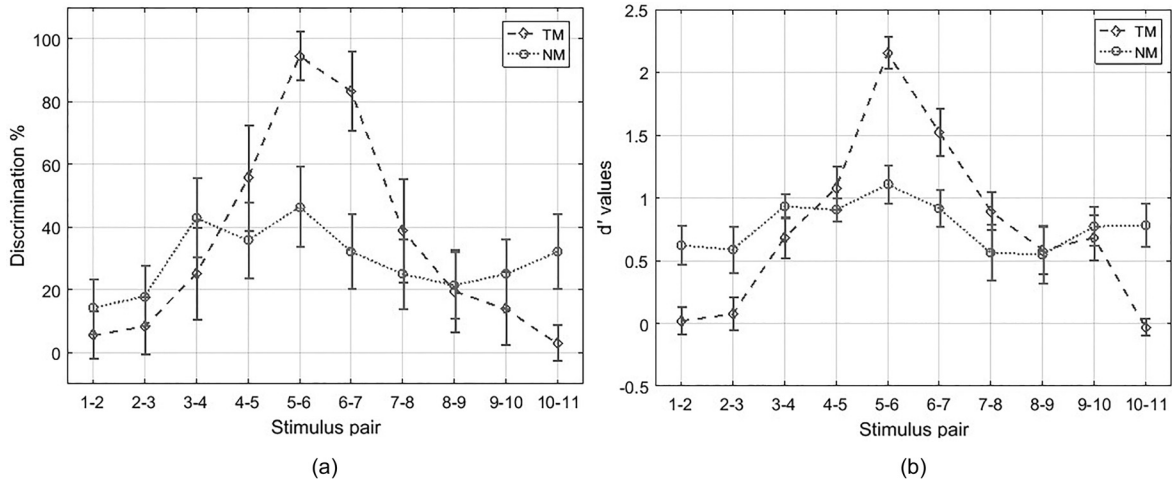 100
80
60
40
20
0
Discrimination %
TM
NM
1-2 2-3 3-4 4-5 5-6 6-7 7-8 8-9 9-10 10-11
Stimulus pair
(a)
2.5
2
1.5
1
0.5
0
-0.5
d' values
TM
NM
1-2 2-3 3-4 4-5 5-6 6-7 7-8 8-9 9-10 10-11
Stimulus pair
(b)